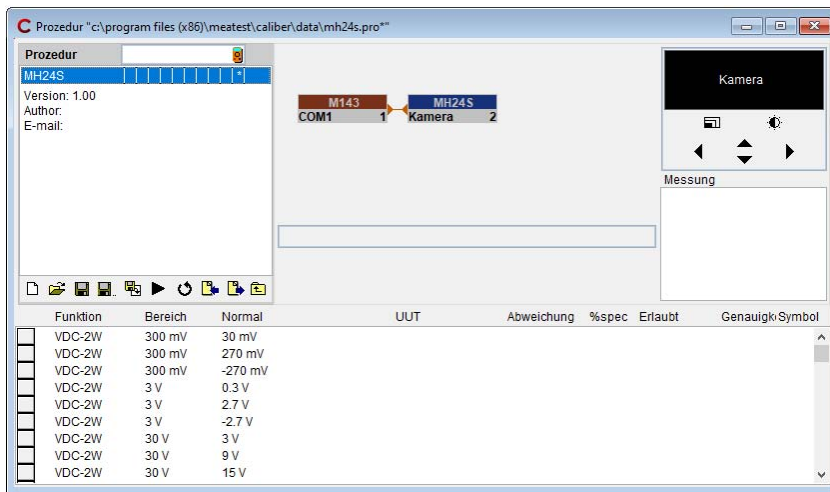 C Prozedur "c:\program files (x86)\meatest\caliber\data\mh24s.pro*"
Prozedur
MH24S *
Version: 1.00
Author:
E-mail:
M143 MH24S
COM1 1 Kamera 2
Kamera
Messung
Funktion Bereich Normal UUT Abweichung %spec Erlaubt Genauigk Symbol
VDC-2W 300 mV 30 mV
VDC-2W 300 mV 270 mV
VDC-2W 300 mV -270 mV
VDC-2W 3 V 0.3 V
VDC-2W 3 V 2.7 V
VDC-2W 3 V -2.7 V
VDC-2W 30 V 3 V
VDC-2W 30 V 9 V
VDC-2W 30 V 15 V